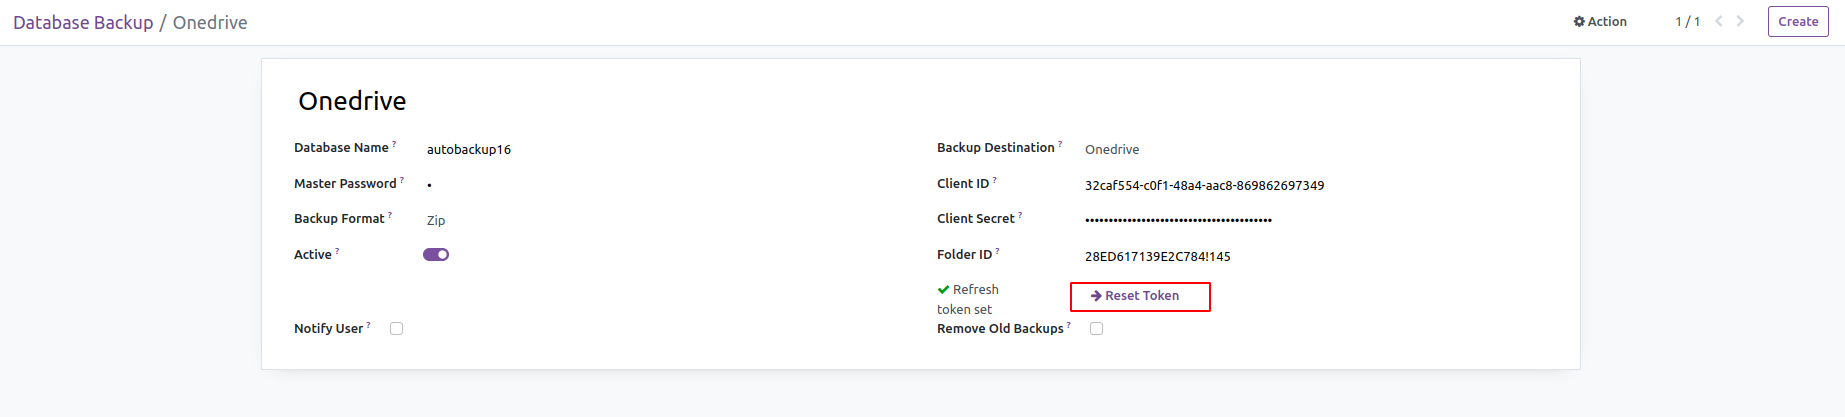 Database Backup / Onedrive
Action
1 / 1
Create
Onedrive
Database Name ?
autobackup16
Master Password ?
•
Backup Format ?
Zip
Active ?
Notify User ?
Backup Destination ?
Onedrive
Client ID ?
32caf554-c0f1-48a4-aac8-869862697349
Client Secret ?
••••••••••••••••••••••••••••••••••••••••
Folder ID ?
28ED617139E2C784!145
Refresh
token set
Reset Token
Remove Old Backups ?